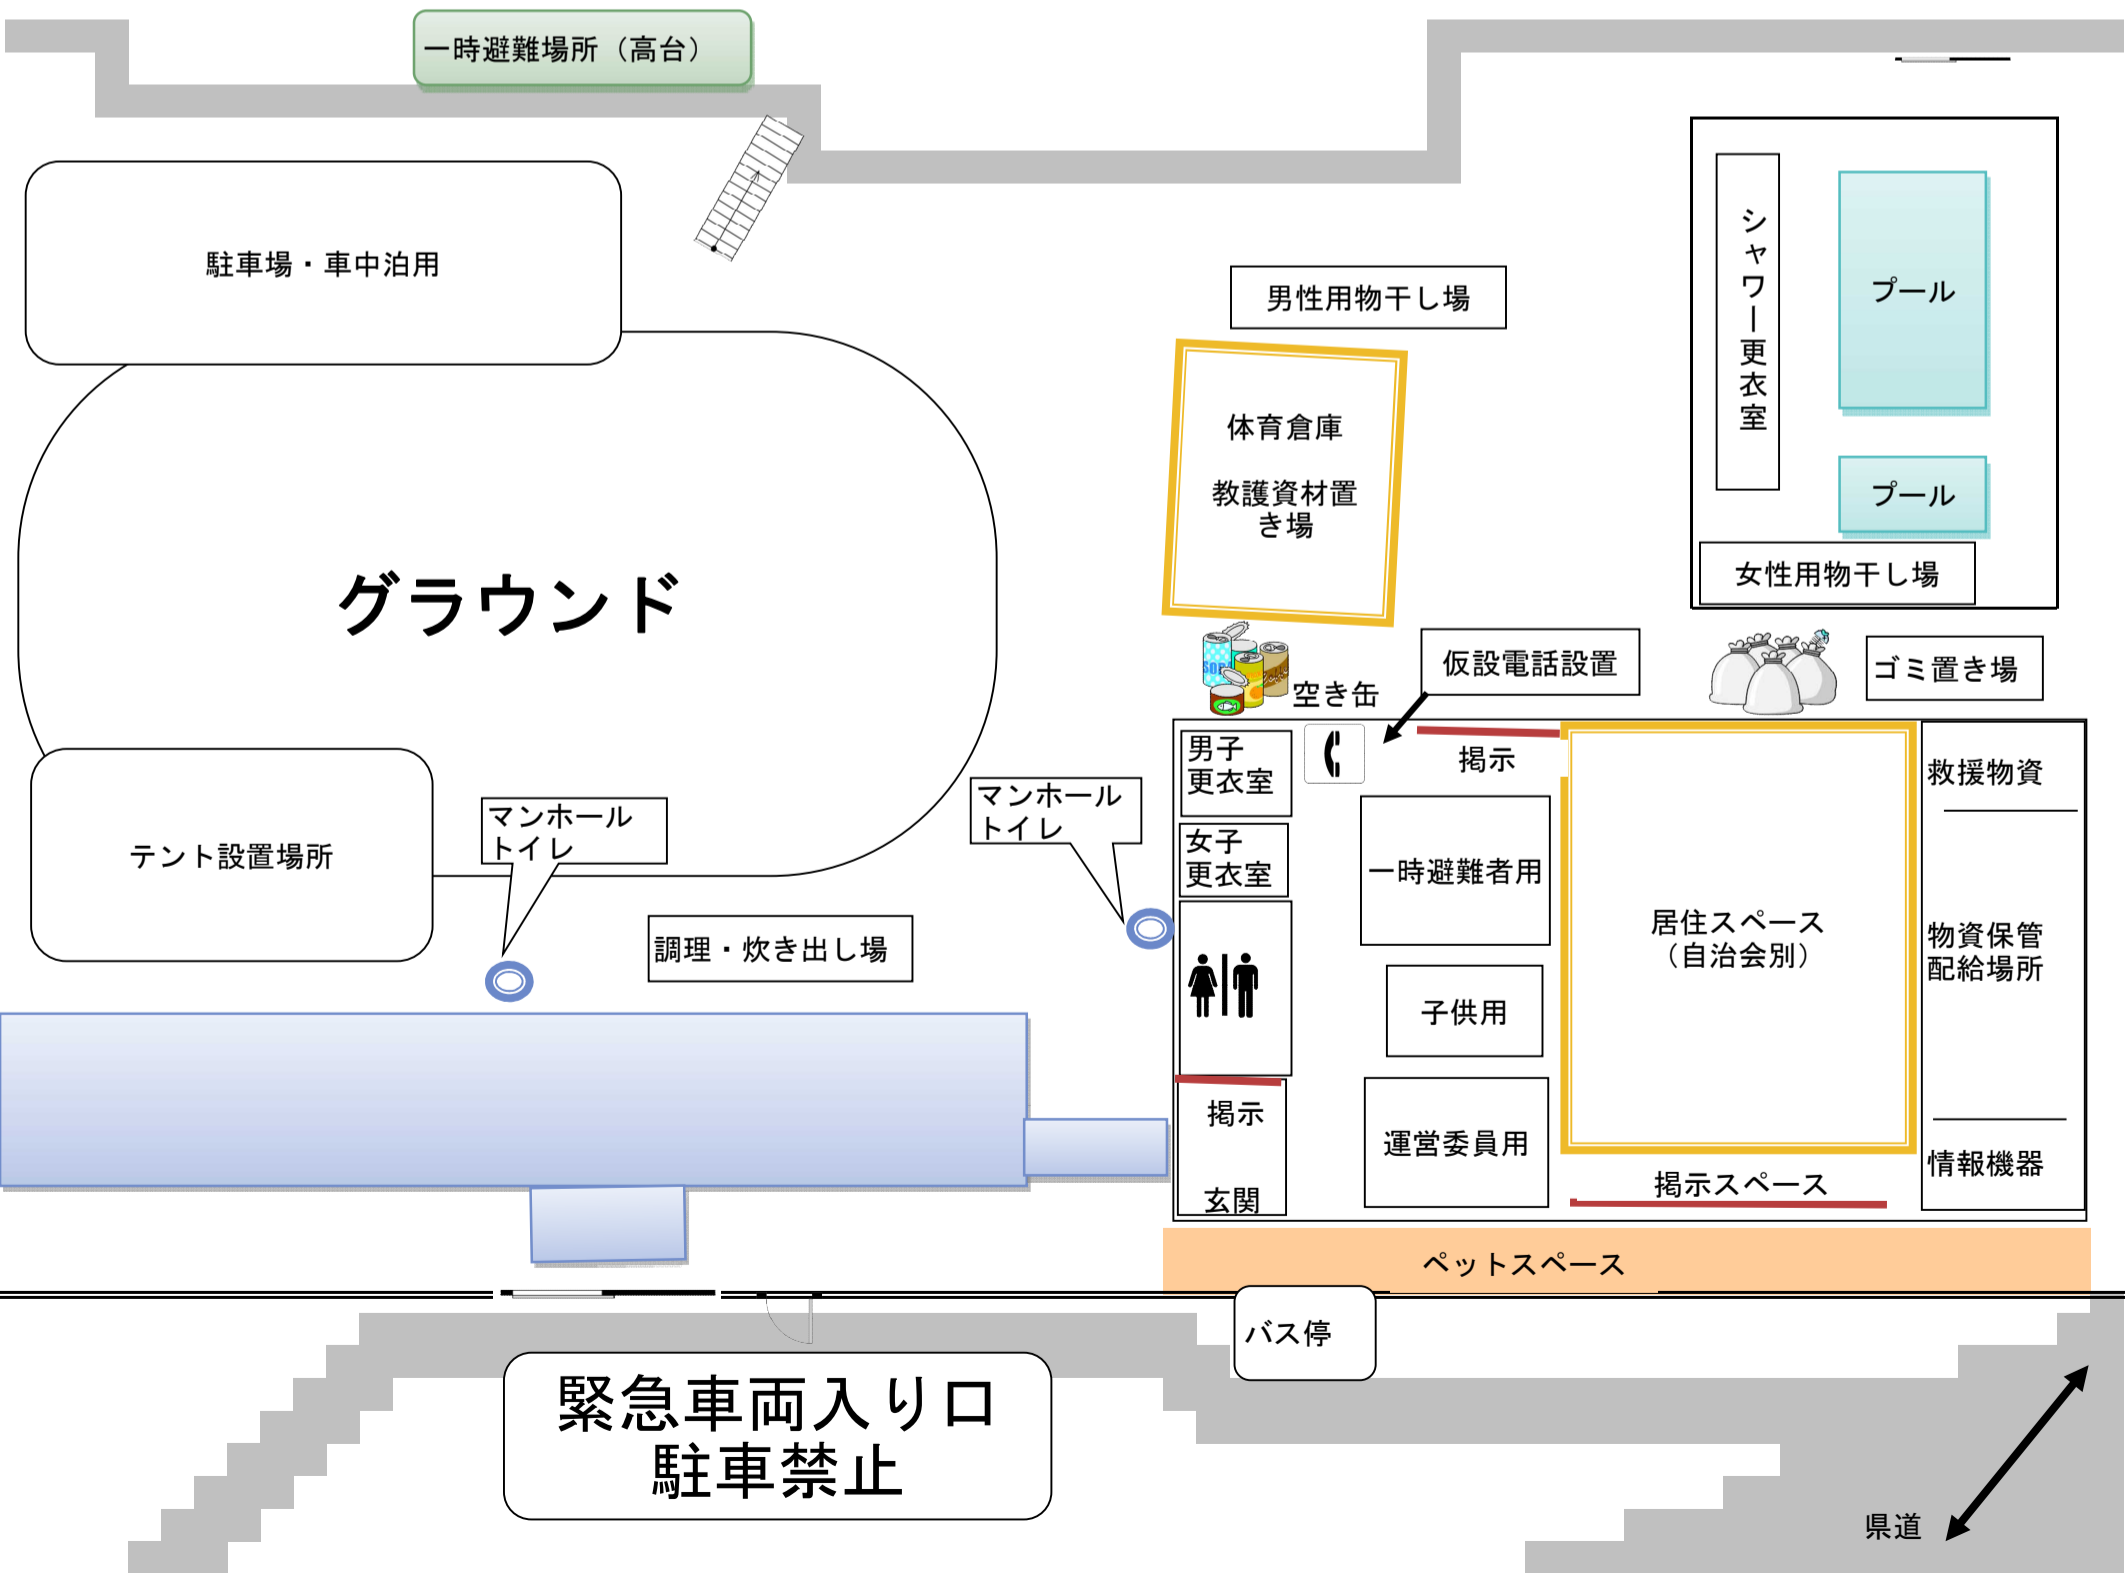 一時避難場所（高台）
駐車場・車中泊用
男性用物干し場
シャワー更衣室
プール
体育倉庫
教護資材置
き場
プール
女性用物干し場
グラウンド
SODA
空き缶
仮設電話設置
ゴミ置き場
男子
更衣室
掲示
救援物資
マンホール
トイレ
マンホール
トイレ
テント設置場所
女子
更衣室
一時避難者用
居住スペース
（自治会別）
物資保管
配給場所
調理・炊き出し場
子供用
掲示
運営委員用
情報機器
掲示スペース
玄関
ペットスペース
バス停
緊急車両入り口
駐車禁止
県道